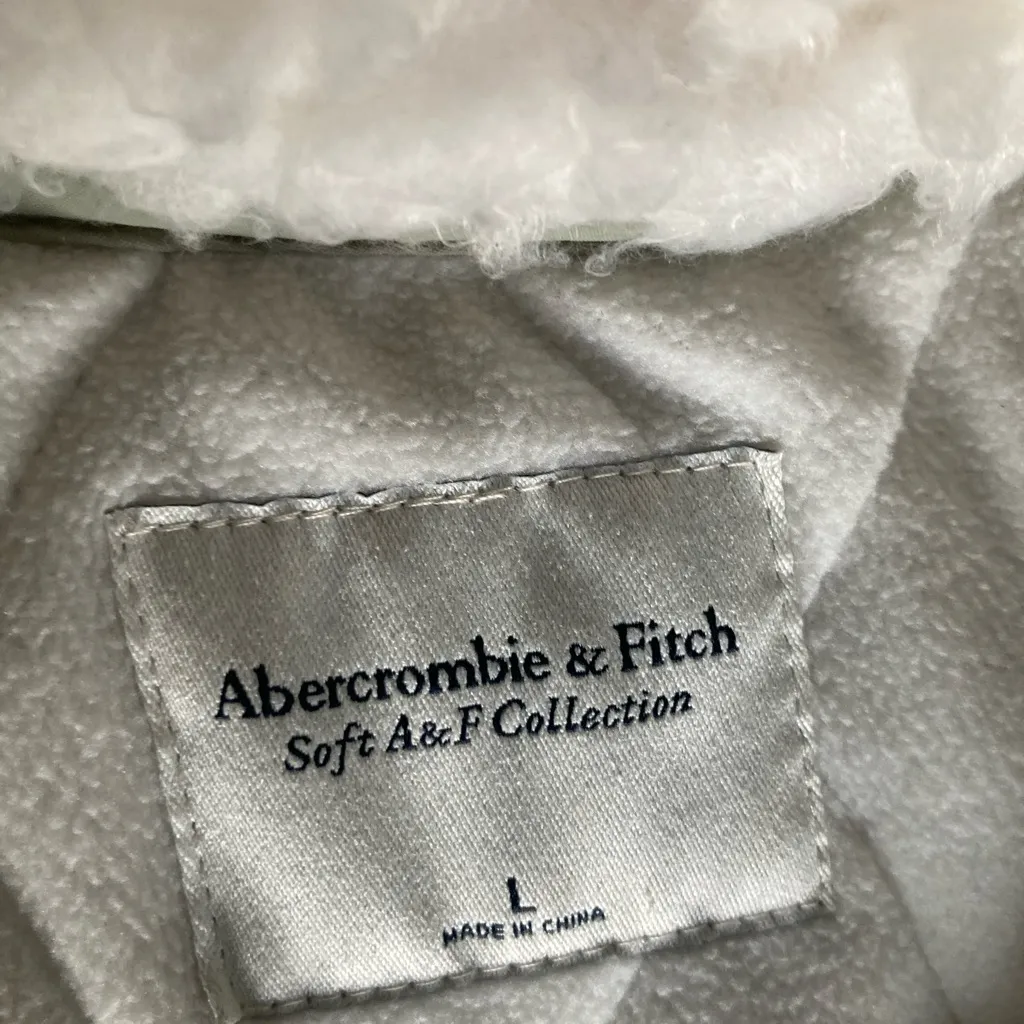 Abercrombie & Fitch
Soft A&F Collection
L
MADE IN CHINA